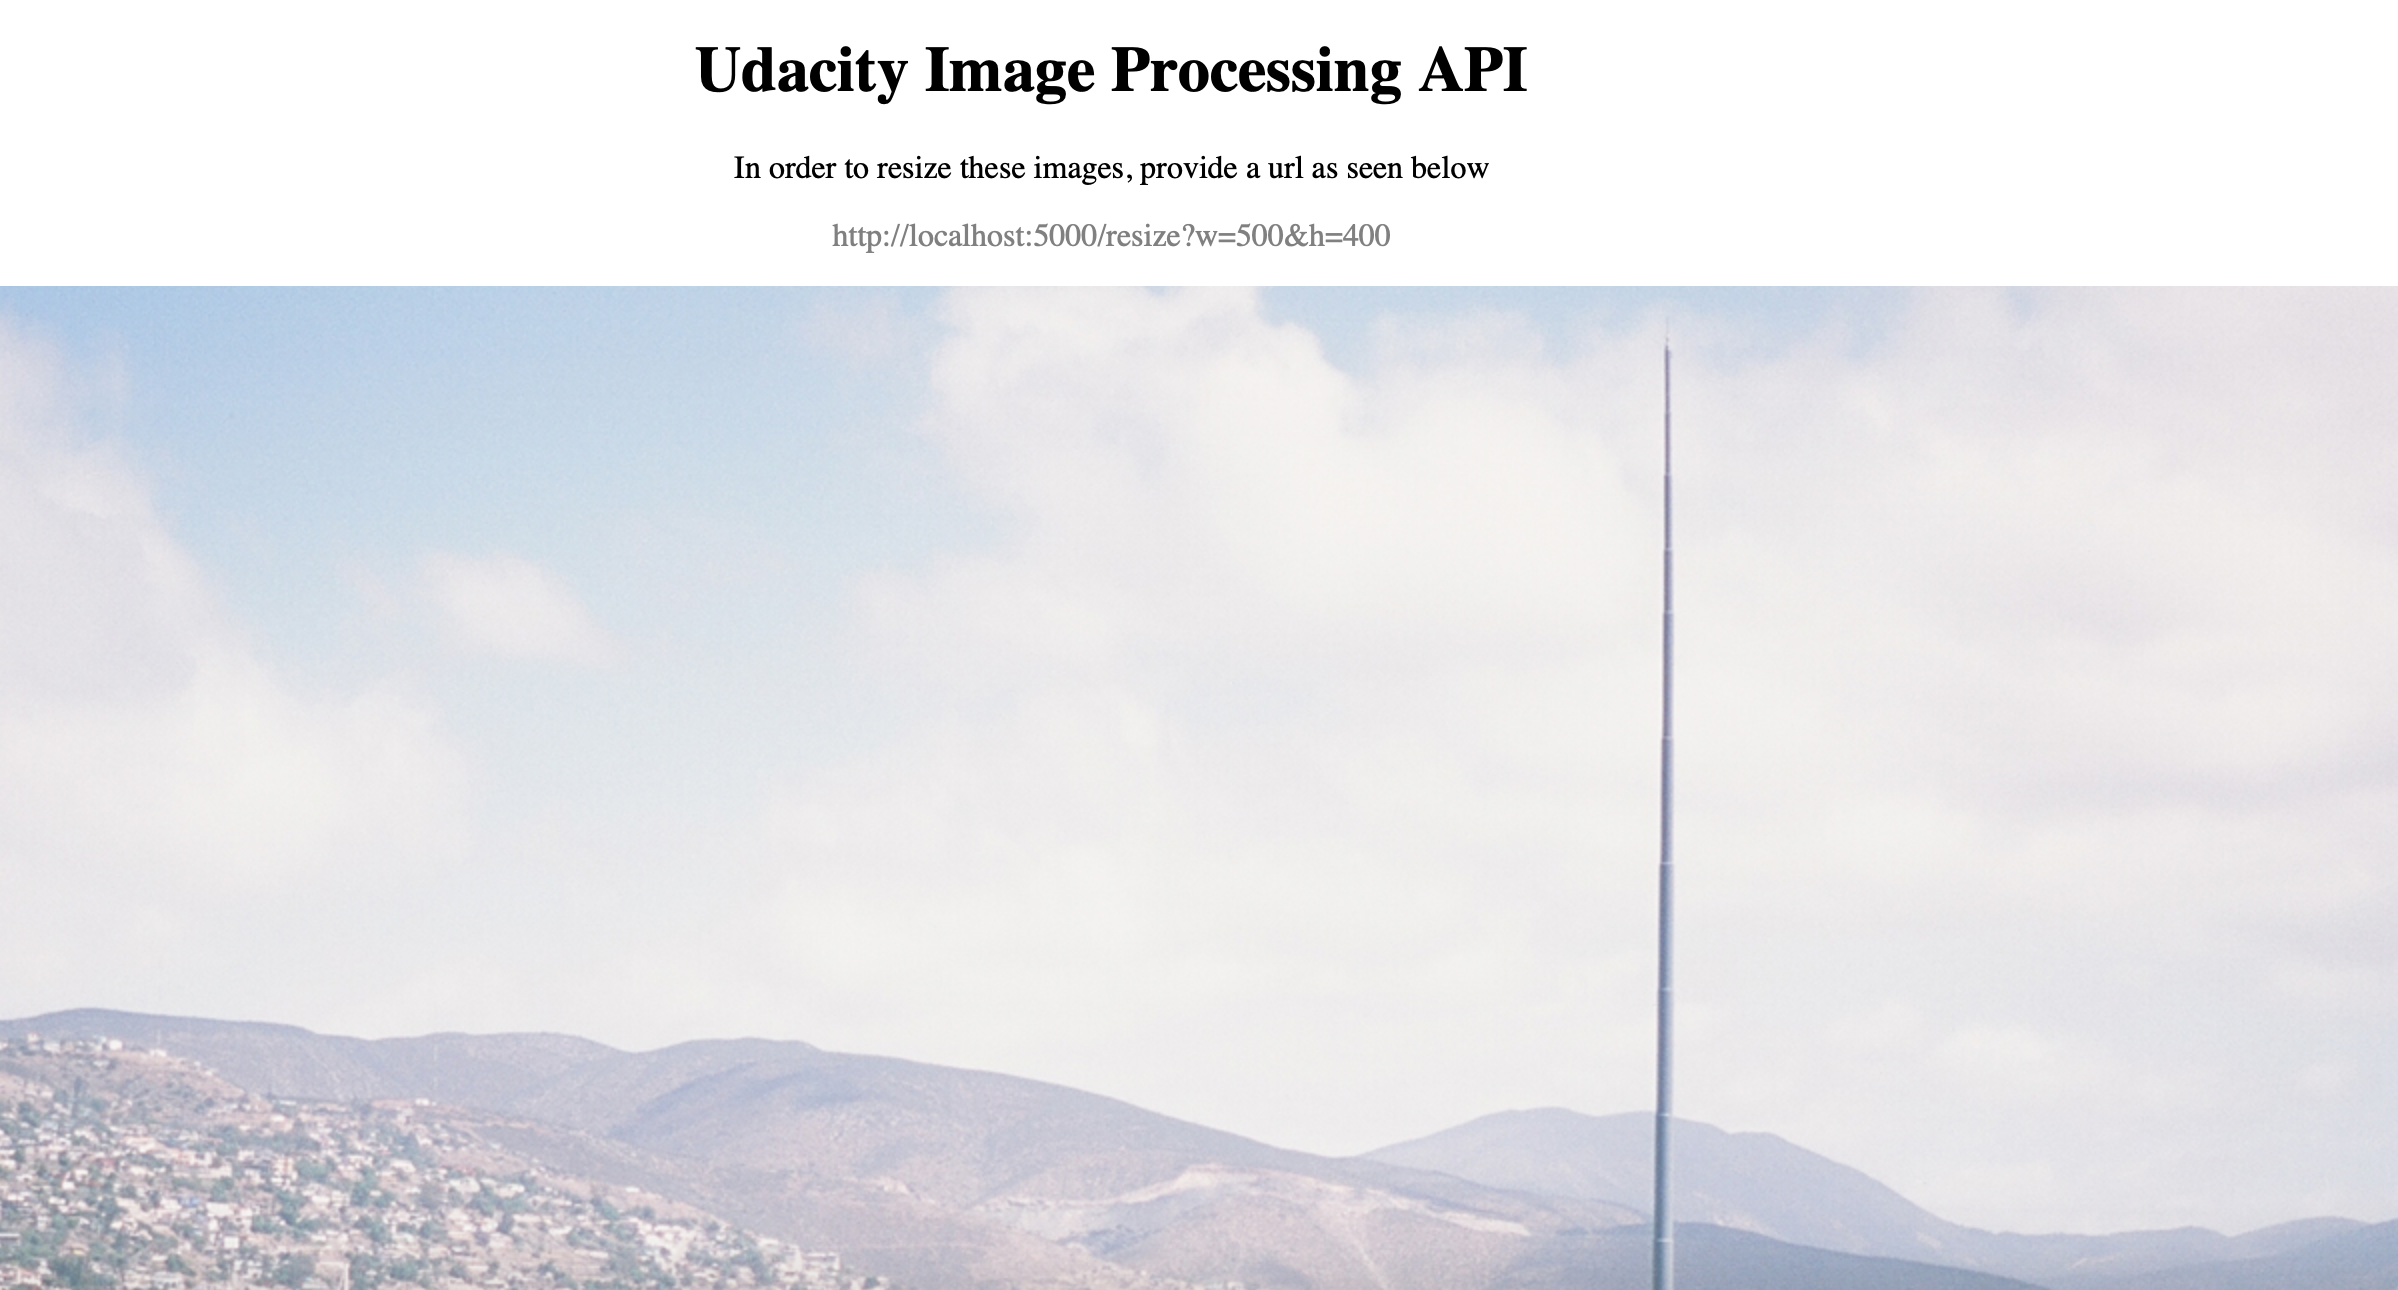 Udacity Image Processing API
In order to resize these images, provide a url as seen below
http://localhost:5000/resize?w=500&h=400